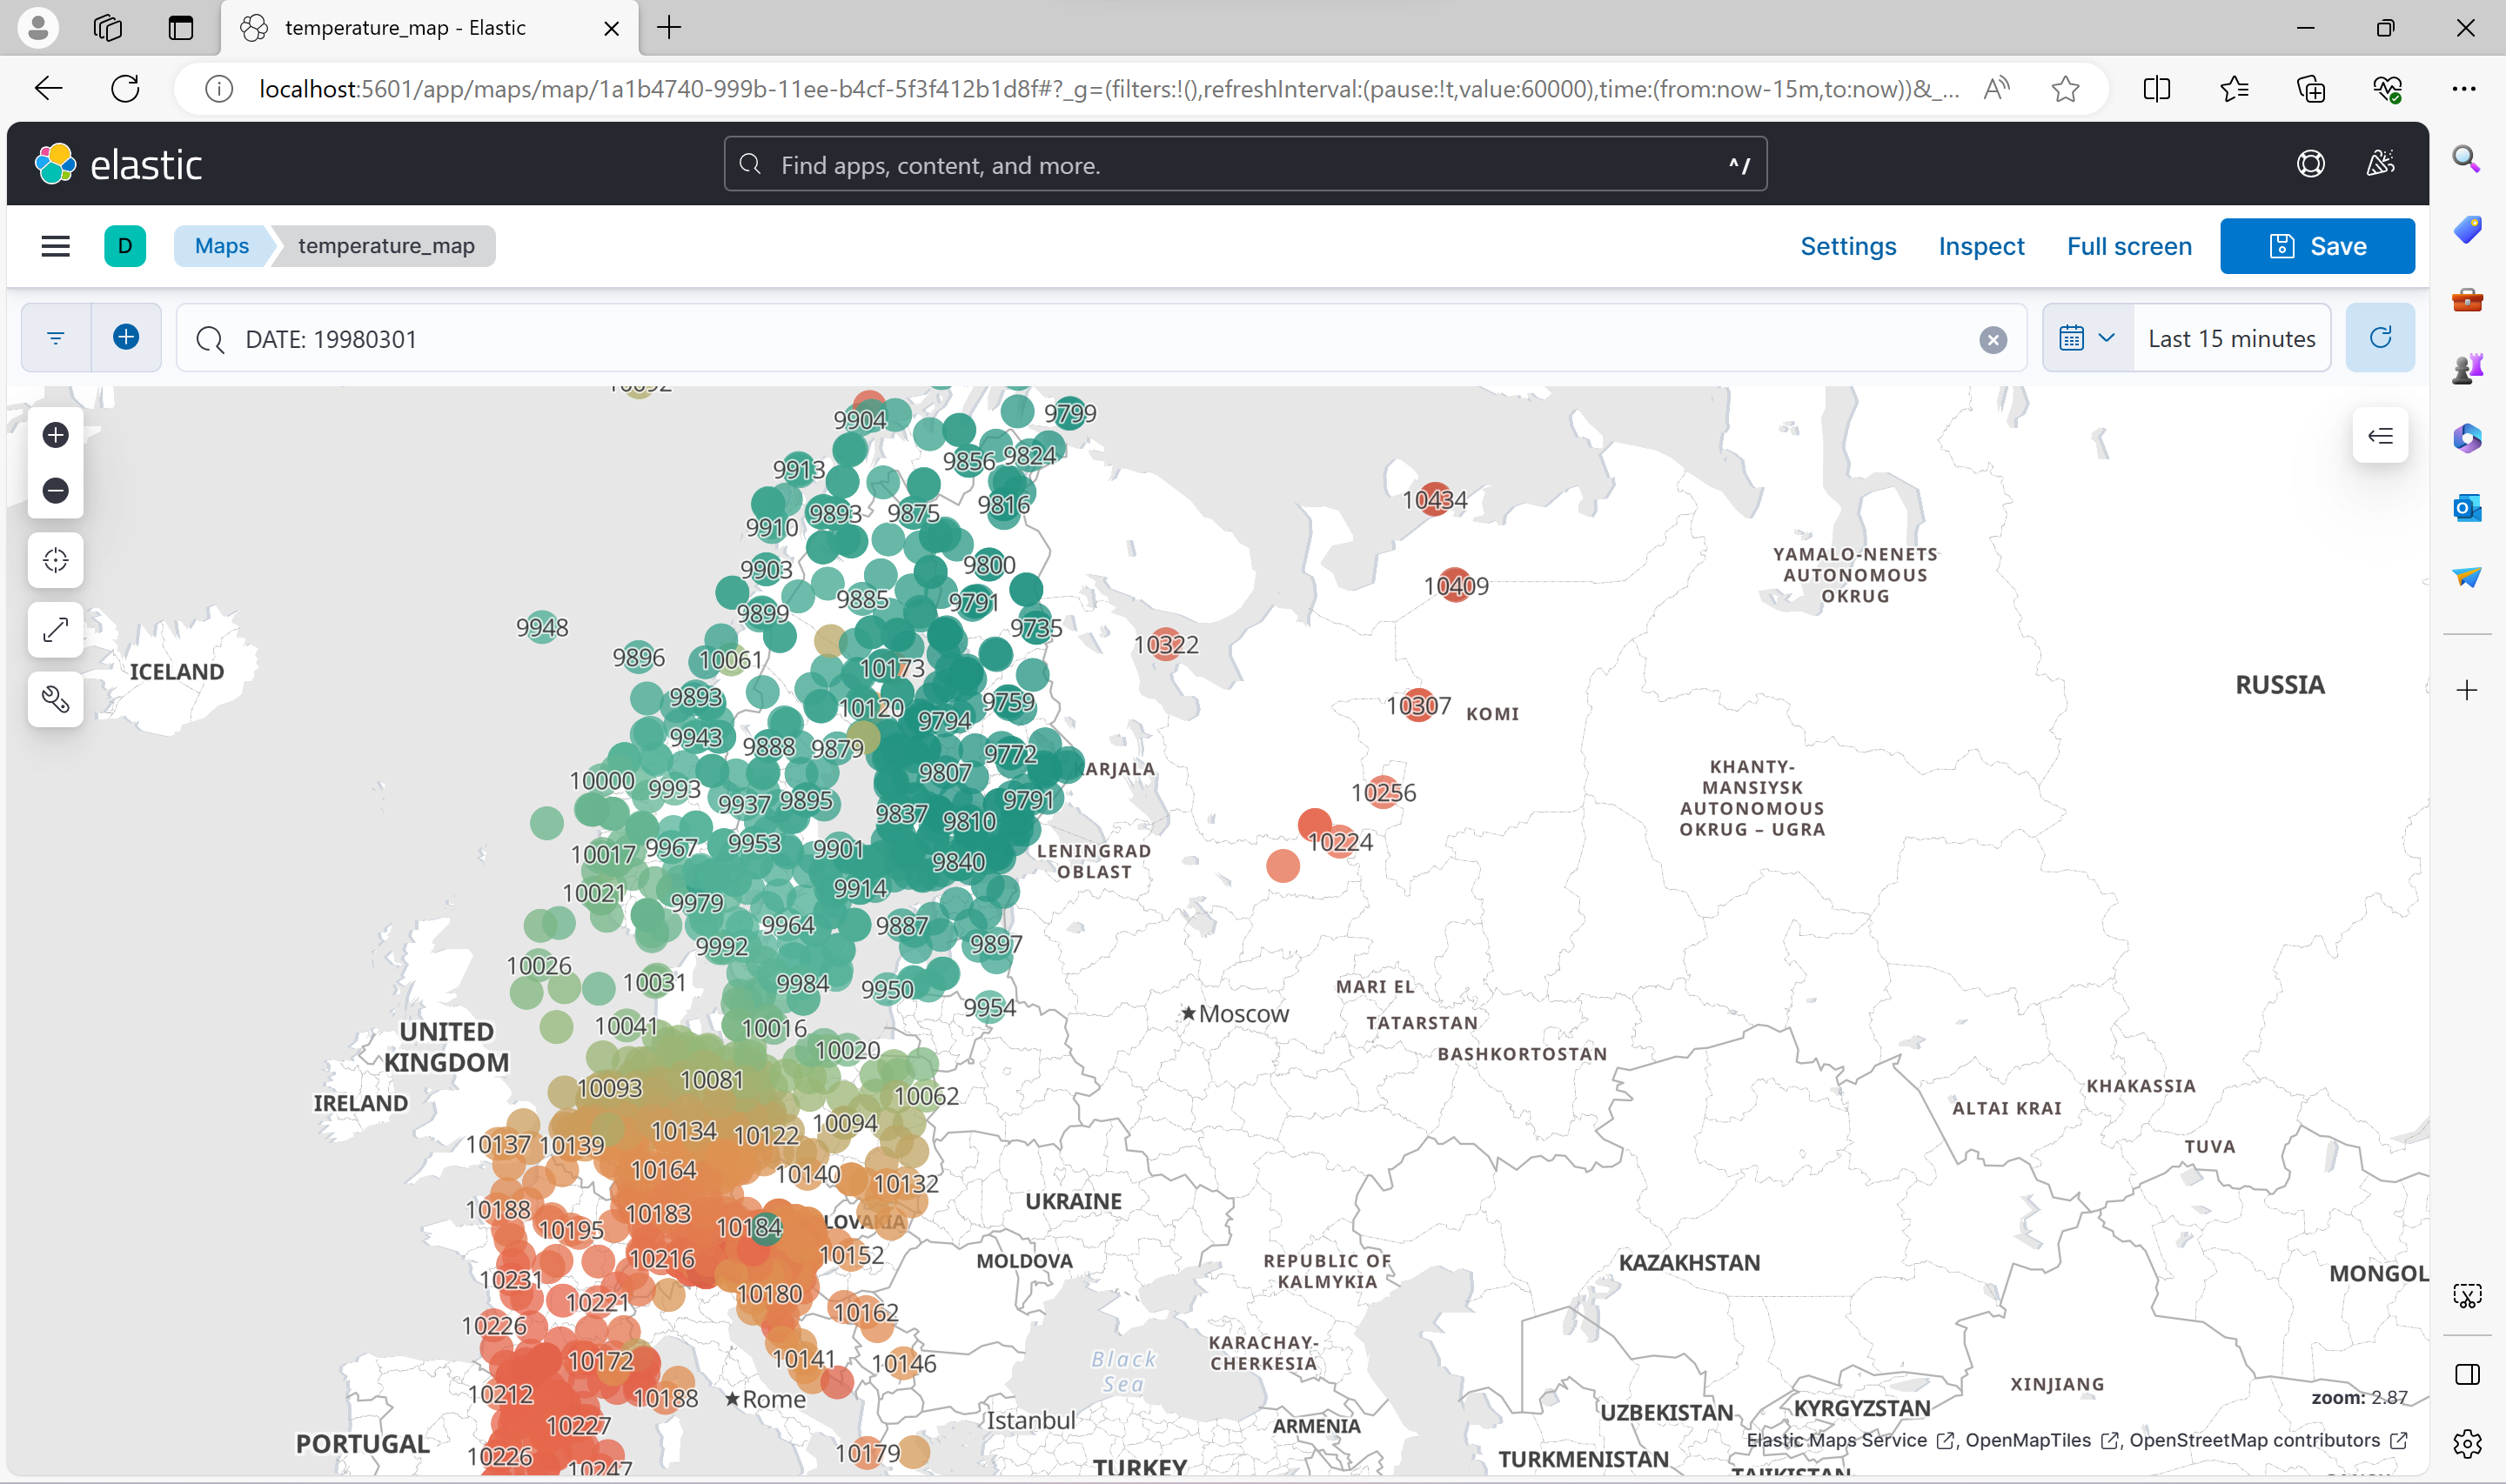 temperature_map - Elastic
localhost:5601/app/maps/map/1a1b4740-999b-11ee-b4cf-5f3f412b1d8f#?_g=(filters:!(),refreshInterval:(pause:!t,value:60000),time:(from:now-15m,to:now))&_...
elastic
Find apps, content, and more.
^/
D
Maps
temperature_map
Settings
Inspect
Full screen
Save
DATE: 19980301
Last 15 minutes
9904
9799
9856
9824
9913
10434
9816
9893
9875
9910
YAMALO-NENETS
AUTONOMOUS
OKRUG
9800
9903
10409
9885
9791
9899
9948
9735
10322
9896
10061
10173
ICELAND
RUSSIA
9893
9759
10307
KOMI
10120
9794
9943
9888
9879
9772
ARJALA
9807
KHANTY-
MANSIYSK
AUTONOMOUS
OKRUG – UGRA
10000
9993
10256
9937
9895
9791
9837
9810
10224
9967
9953
9901
LENINGRAD
OBLAST
10017
9840
9914
10021
9979
9964
9887
9992
9897
10026
10031
9984
9950
MARI EL
9954
Moscow
TATARSTAN
10041
10016
UNITED
KINGDOM
10020
BASHKORTOSTAN
10093
10081
10062
KHAKASSIA
IRELAND
ALTAI KRAI
10094
10134
10122
10137
10139
TUVA
10164
10140
10132
10188
10183
UKRAINE
10195
10184
LOVAKIA
10216
10152
MOLDOVA
REPUBLIC OF
KALMYKIA
KAZAKHSTAN
MONGOL
10231
10180
10221
10162
10226
KARACHAY-
CHERKESIA
10172
10141
10146
Black
Sea
10212
10188
Rome
XINJIANG
zoom: 2.87
10227
Istanbul
ARMENIA
UZBEKISTAN
KYRGYZSTAN
PORTUGAL
10226
10247
10179
Elastic Maps Service , OpenMapTiles , OpenStreetMap contributors
TURKEY
TURKMENISTAN